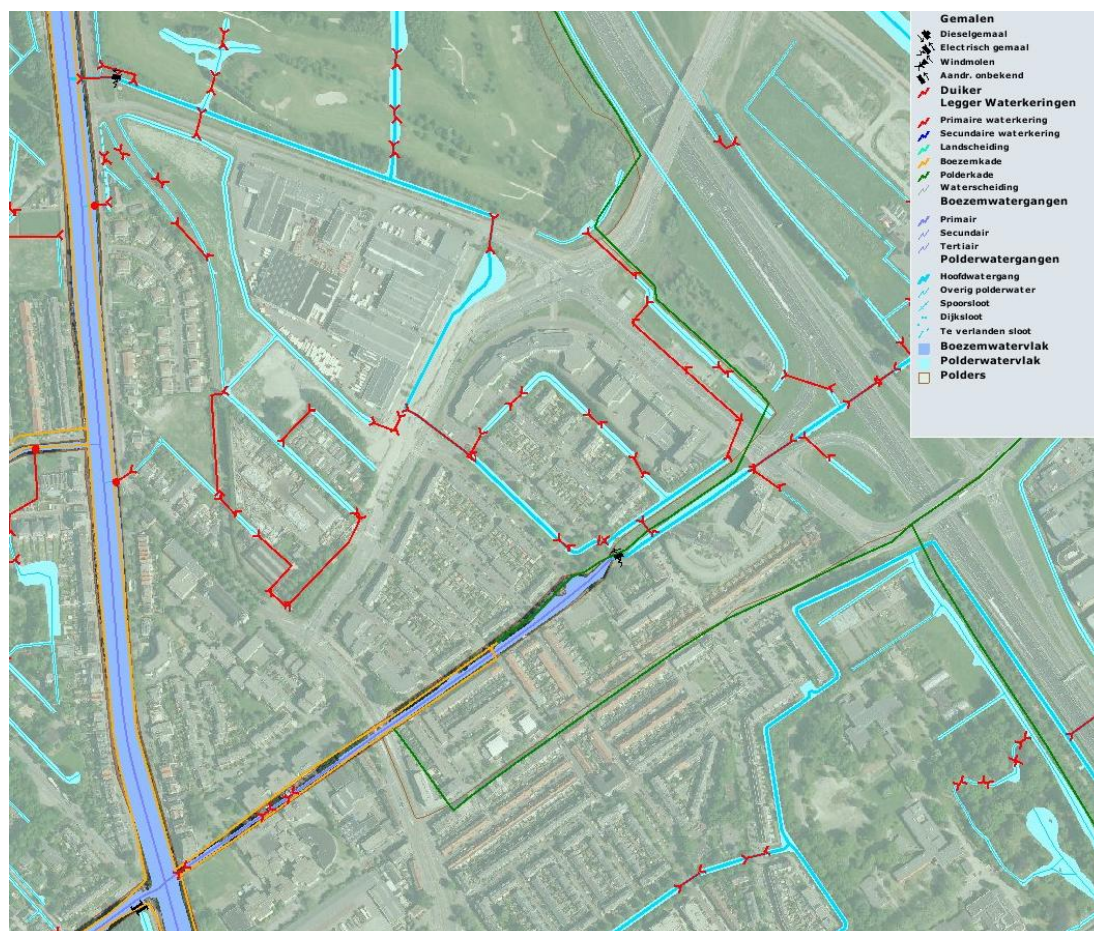 Gemalen
Dieselgemaal
Electrisch gemaal
Windmolen
Aandr. onbekend
Duiker
Legger Waterkeringen
Primaire waterkering
Secundaire waterkering
Landscheiding
Boezemkade
Polderkade
Waterscheiding
Boezemwatergangen
Primair
Secundair
Tertiair
Polderwatergangen
Hoofdwatergang
Overig polderwater
Spoorsloot
Dijksloot
Te verlanden sloot
Boezemwatervlak
Polderwatervlak
Polders